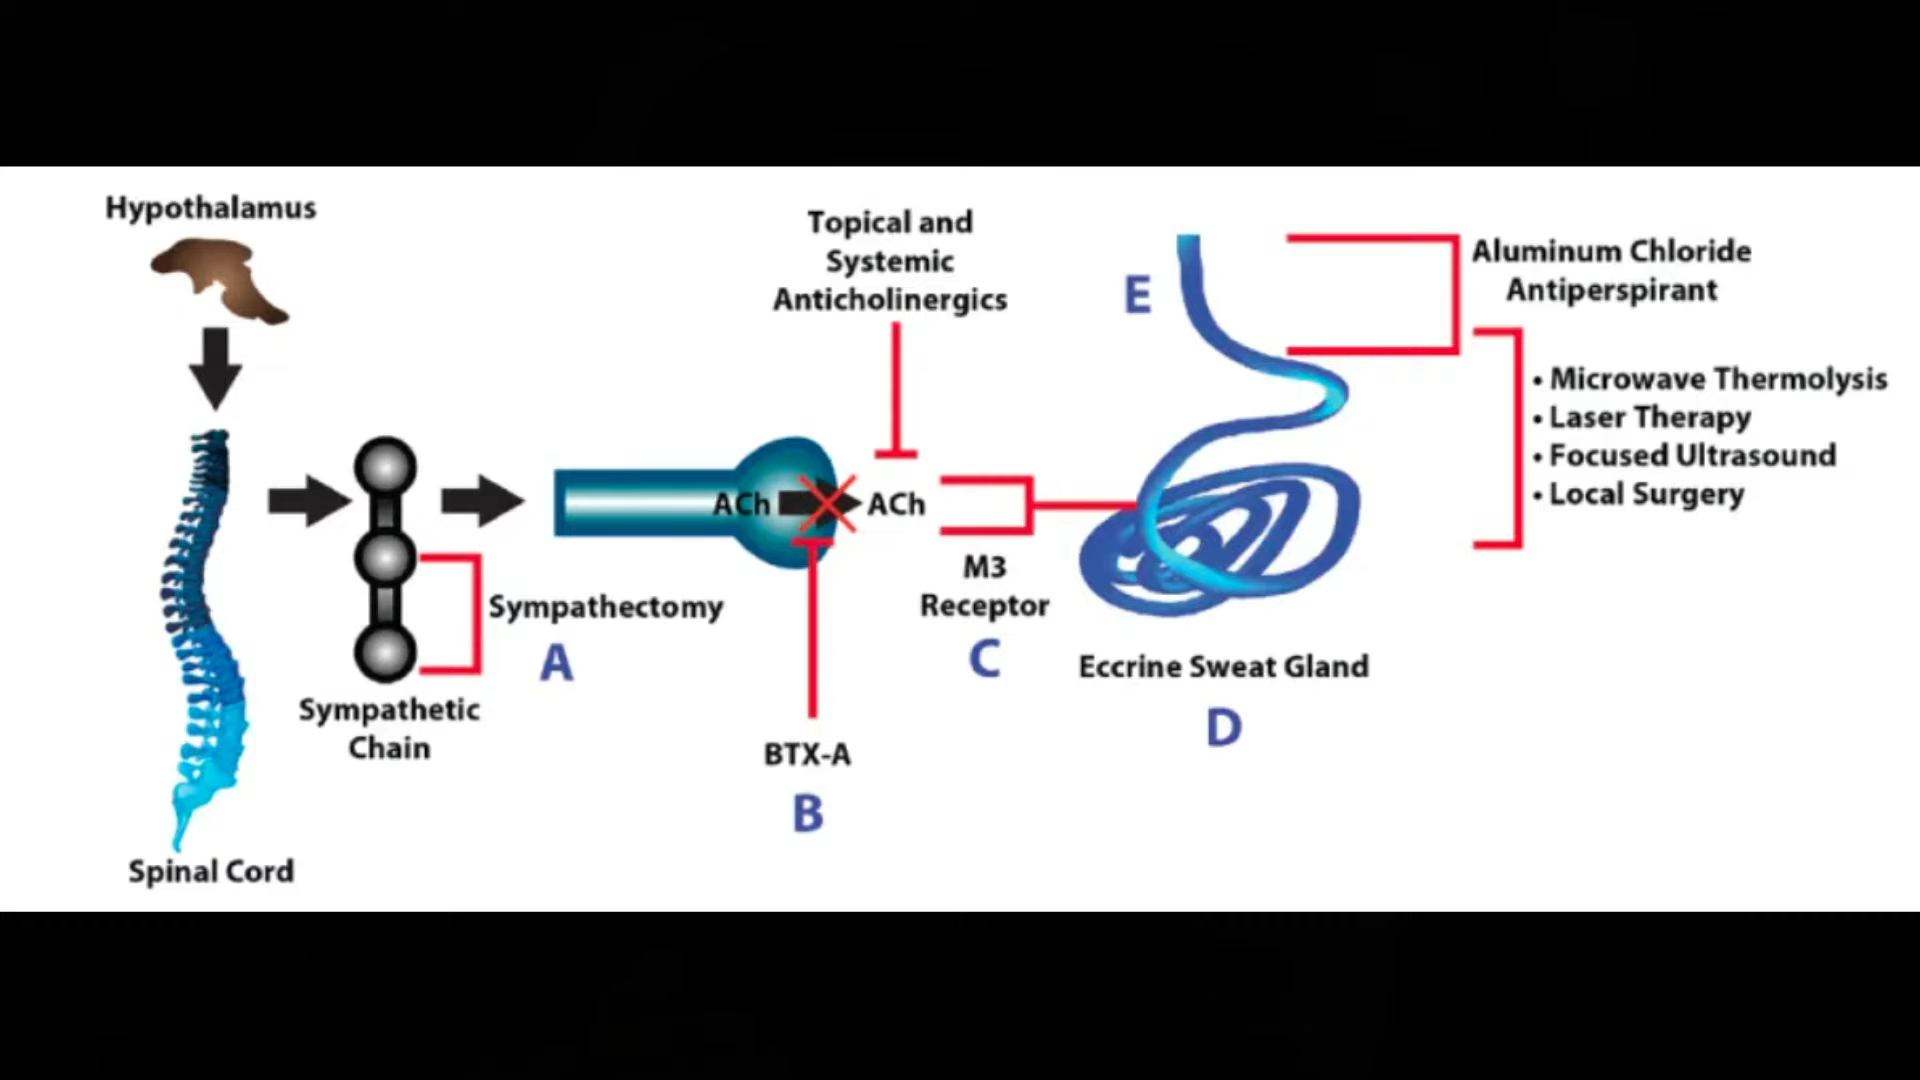 Hypothalamus
Spinal Cord
Sympathetic
Chain
Sympathectomy
A
ACh
ACh
Topical and
Systemic
Anticholinergics
BTX-A
B
M3
Receptor
C
Eccrine Sweat Gland
D
E
Aluminum Chloride
Antiperspirant
• Microwave Thermolysis
• Laser Therapy
• Focused Ultrasound
• Local Surgery